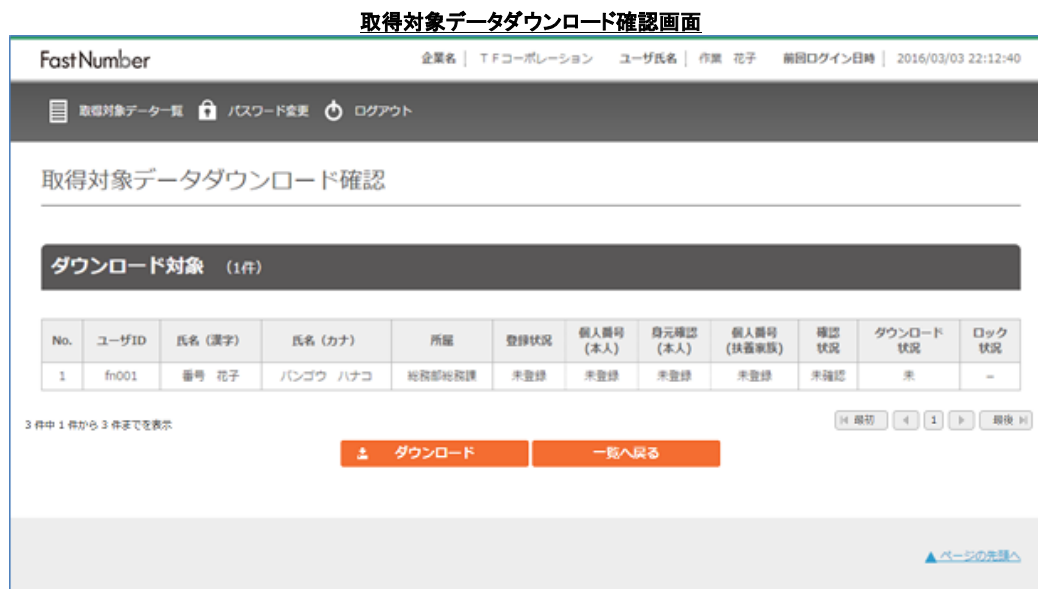 取得対象データダウンロード確認画面
FastNumber 企業名 TFコーポレーション ユーザ氏名 作業 花子 前回ログイン日時 2016/03/03 22:12:40
取得対象データ一覧 パスワード変更 ログアウト
取得対象データダウンロード確認
ダウンロード対象 (1件)
No. ユーザID 氏名 (漢字) 氏名 (カナ) 所属 登録状況 個人番号 (本人) 身元確認 (本人) 個人番号 (扶養家族) 確認状況 ダウンロード状況 ロック状況
1 fn001 番号 花子 バンゴウ ハナコ 総務部総務課 未登録 未登録 未登録 未登録 未確認 未 －
3 件中 1 件から 3 件までを表示 最初 1 最後
ダウンロード 一覧へ戻る
▲ ページの先頭へ